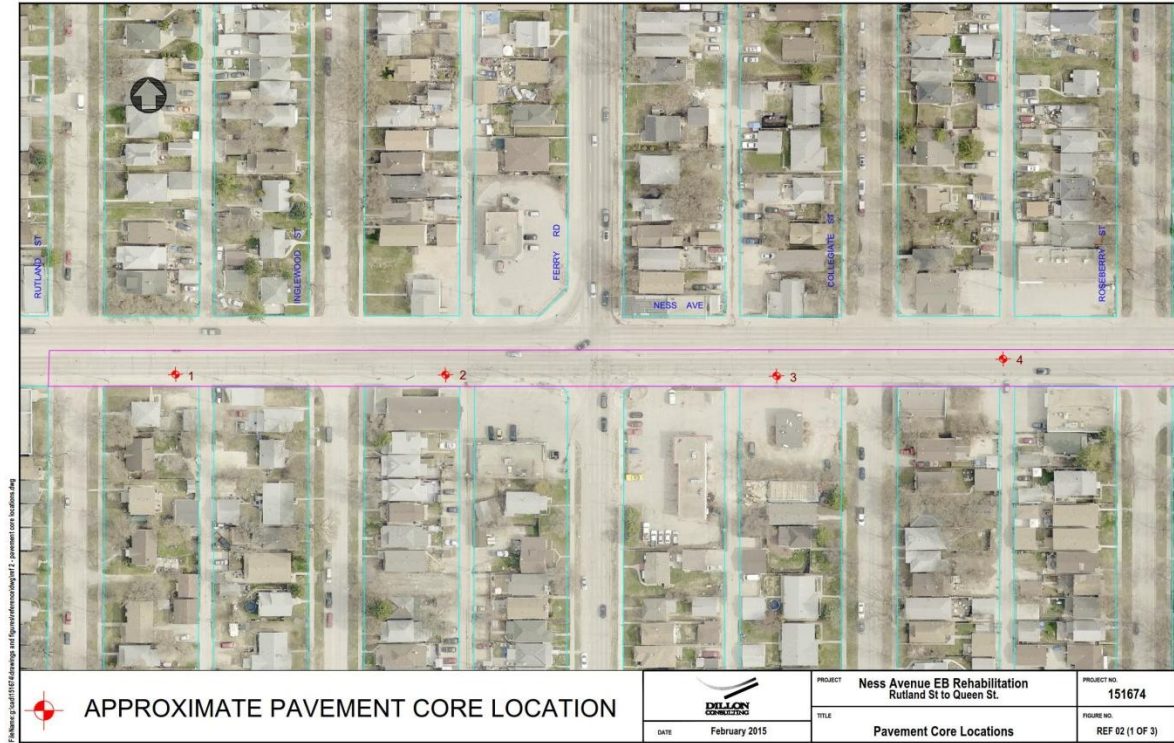 RUTLAND ST
INGLEWOOD ST
FERRY RD
NESS AVE
COLLEGIATE ST
ROSEBERRY ST
1
2
3
4
APPROXIMATE PAVEMENT CORE LOCATION
DILLON
CONSULTING
DATE February 2015
PROJECT Ness Avenue EB Rehabilitation
Rutland St to Queen St.
TITLE Pavement Core Locations
PROJECT NO.
151674
FIGURE NO.
REF 02 (1 OF 3)